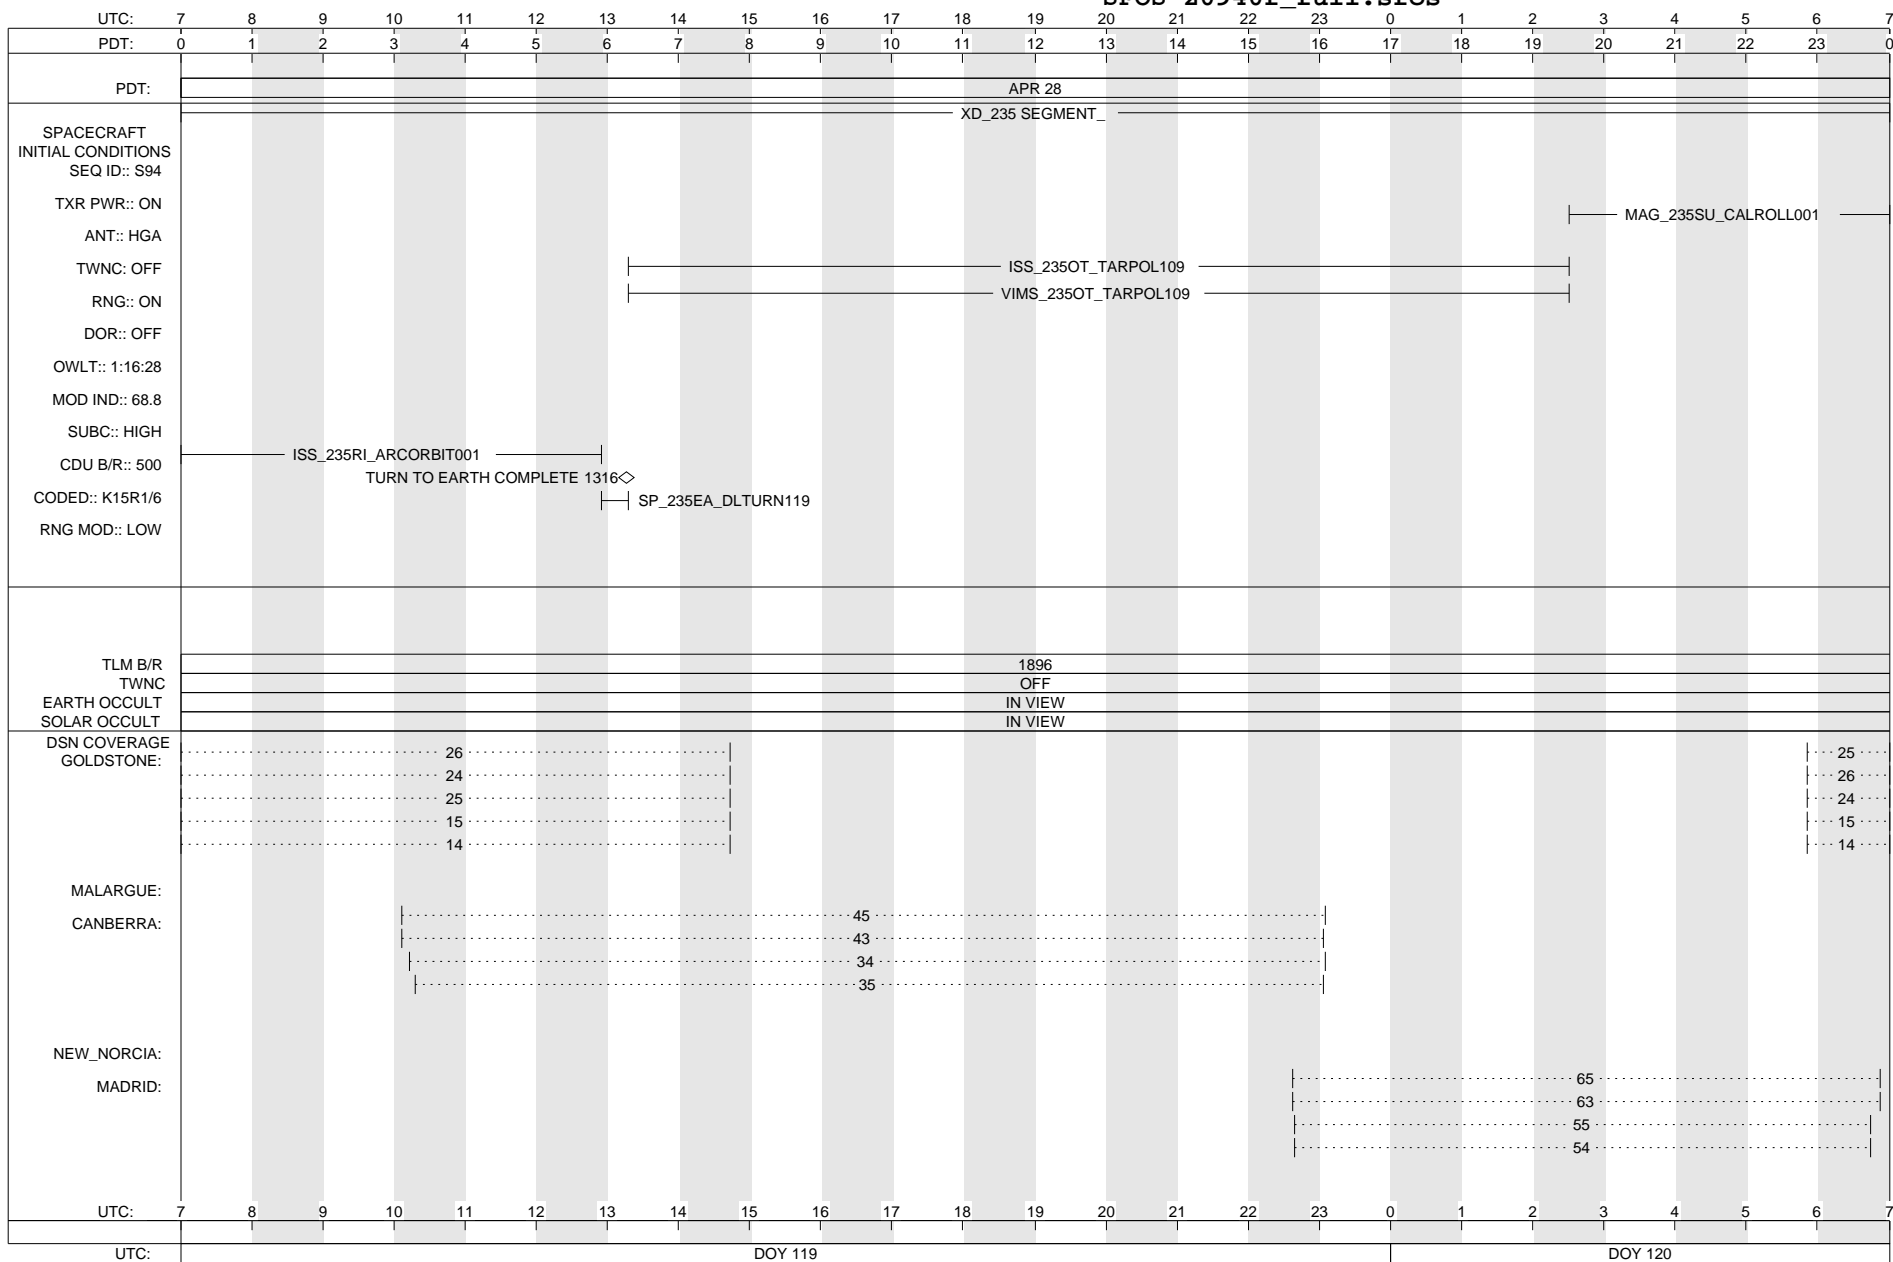 UTC: 7 8 9 10 11 12 13 14 15 16 17 18 19 20 21 22 23 0 1 2 3 4 5 6 7
PDT: 0 1 2 3 4 5 6 7 8 9 10 11 12 13 14 15 16 17 18 19 20 21 22 23 0
PDT: APR 28
XD_235 SEGMENT_
SPACECRAFT
INITIAL CONDITIONS
SEQ ID:: S94
TXR PWR:: ON
MAG_235SU_CALROLL001
ANT:: HGA
TWNC: OFF
ISS_235OT_TARPOL109
RNG:: ON
VIMS_235OT_TARPOL109
DOR:: OFF
OWLT:: 1:16:28
MOD IND:: 68.8
SUBC:: HIGH
ISS_235RI_ARCORBIT001
CDU B/R:: 500
TURN TO EARTH COMPLETE 1316
CODED:: K15R1/6
SP_235EA_DLTURN119
RNG MOD:: LOW
TLM B/R 1896
TWNC OFF
EARTH OCCULT IN VIEW
SOLAR OCCULT IN VIEW
DSN COVERAGE
GOLDSTONE:
26 25
24 26
25 24
15 15
14 14
MALARGUE:
CANBERRA:
45
43
34
35
NEW_NORCIA:
MADRID:
65
63
55
54
UTC: 7 8 9 10 11 12 13 14 15 16 17 18 19 20 21 22 23 0 1 2 3 4 5 6 7
UTC: DOY 119 DOY 120